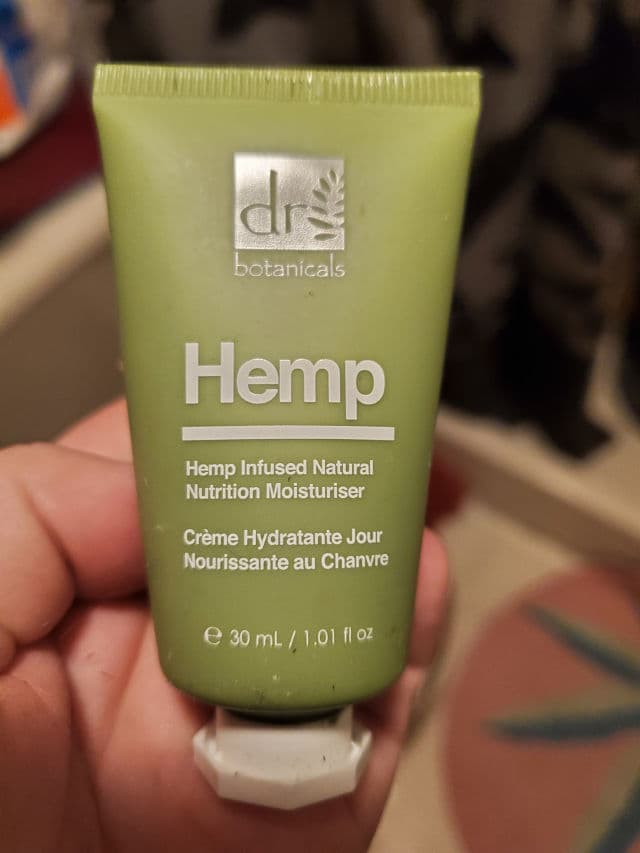 dr
botanicals
Hemp
Hemp Infused Natural
Nutrition Moisturiser
Crème Hydratante Jour
Nourissante au Chanvre
℮ 30 mL / 1.01 fl oz